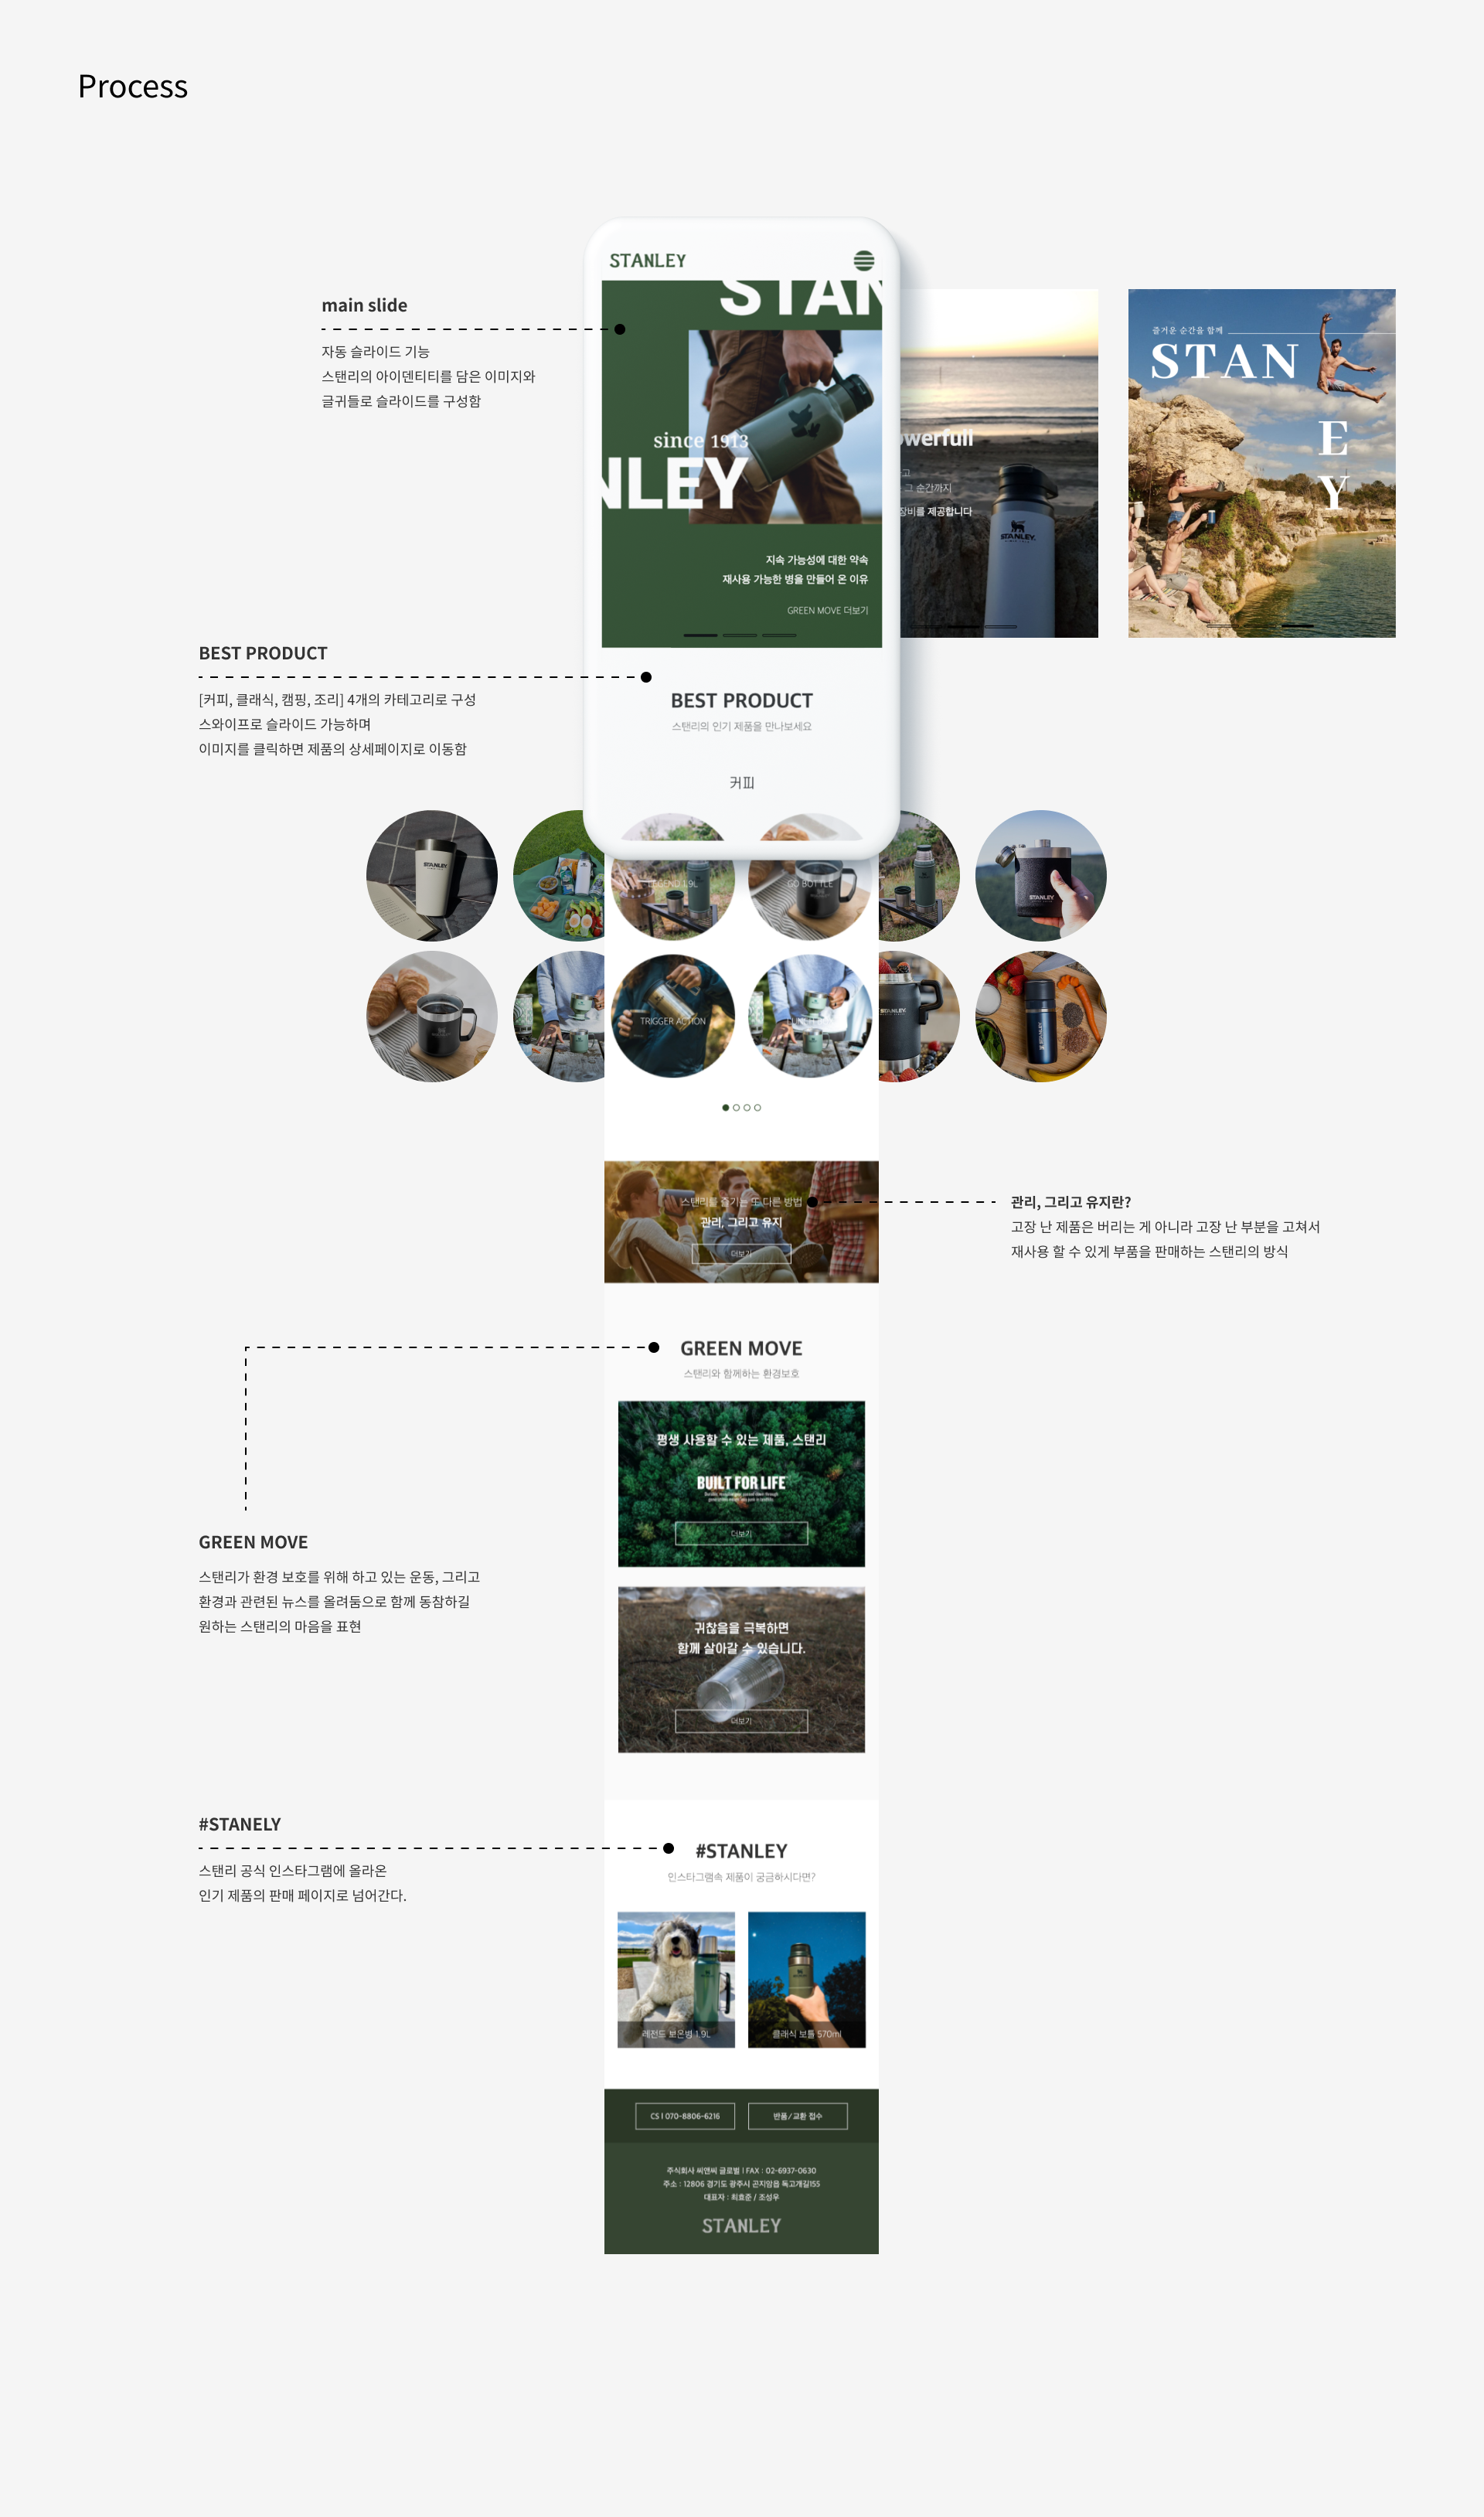 Process
STANLEY
main slide
자동 슬라이드 기능
스탠리의 아이덴티티를 담은 이미지와
글귀들로 슬라이드를 구성함
STAN
since 1913
NLEY
지속 가능성에 대한 약속
재사용 가능한 병을 만들어 온 이유
GREEN MOVE 더보기
owerfull
고
그 순간까지
장비를 제공합니다
STANLEY
즐거운 순간을 함께
STAN
E
Y
BEST PRODUCT
[커피, 클래식, 캠핑, 조리] 4개의 카테고리로 구성
스와이프로 슬라이드 가능하며
이미지를 클릭하면 제품의 상세페이지로 이동함
BEST PRODUCT
스탠리의 인기 제품을 만나보세요
커피
STANLEY
LEGEND 1.9L
GO BOTTLE
STANLEY
TRIGGER ACTION
STANLEY
STANLEY
스탠리를 즐기는 또 다른 방법
관리, 그리고 유지
더보기
관리, 그리고 유지란?
고장 난 제품은 버리는 게 아니라 고장 난 부분을 고쳐서
재사용 할 수 있게 부품을 판매하는 스탠리의 방식
GREEN MOVE
스탠리와 함께하는 환경보호
평생 사용할 수 있는 제품, 스탠리
BUILT FOR LIFE
더보기
GREEN MOVE
스탠리가 환경 보호를 위해 하고 있는 운동, 그리고
환경과 관련된 뉴스를 올려둠으로 함께 동참하길
원하는 스탠리의 마음을 표현
귀찮음을 극복하면
함께 살아갈 수 있습니다.
더보기
#STANELY
스탠리 공식 인스타그램에 올라온
인기 제품의 판매 페이지로 넘어간다.
#STANLEY
인스타그램속 제품이 궁금하시다면?
레전드 보온병 1.9L
클래식 보틀 570ml
CS | 070-8806-6216
반품/교환 접수
주식회사 씨앤씨 글로벌 | FAX : 02-6937-0630
주소 : 12806 경기도 광주시 곤지암읍 독고개길155
대표자 : 최효준 / 조성우
STANLEY